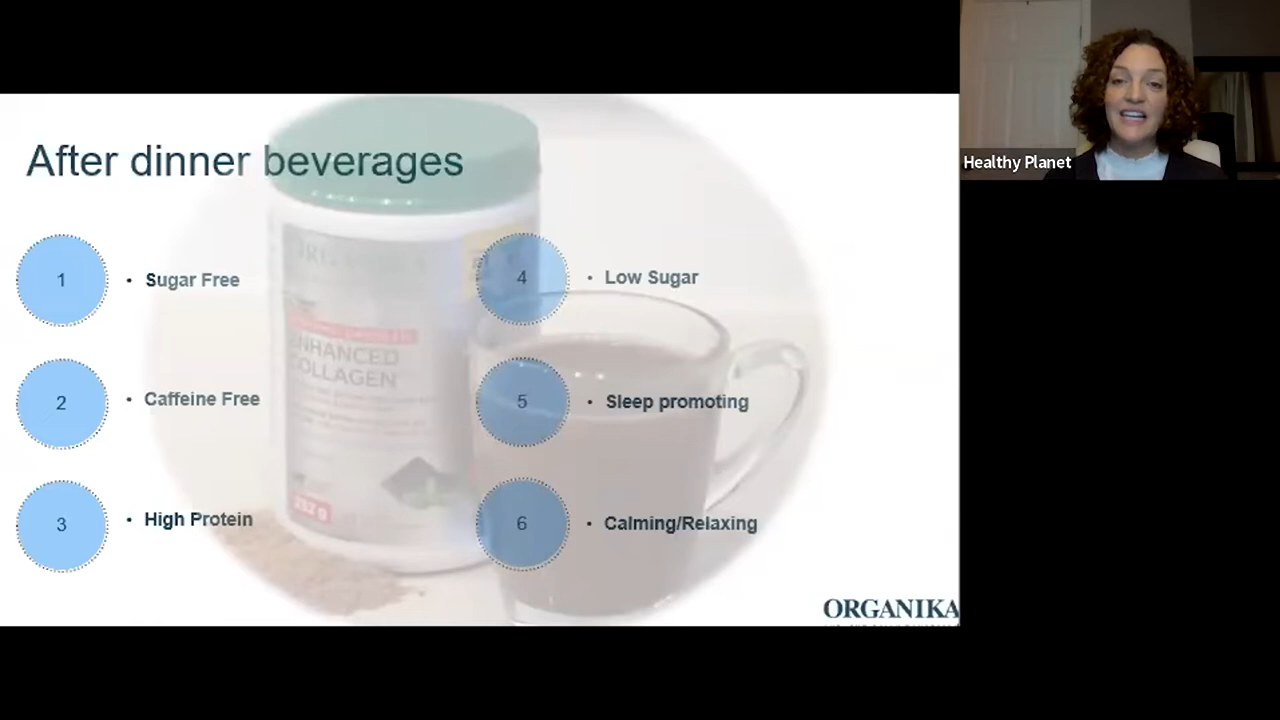 After dinner beverages
1
• Sugar Free
4
• Low Sugar
2
• Caffeine Free
5
• Sleep promoting
3
• High Protein
6
• Calming/Relaxing
ENHANCED
COLLAGEN
252 g
ORGANIKA
Healthy Planet